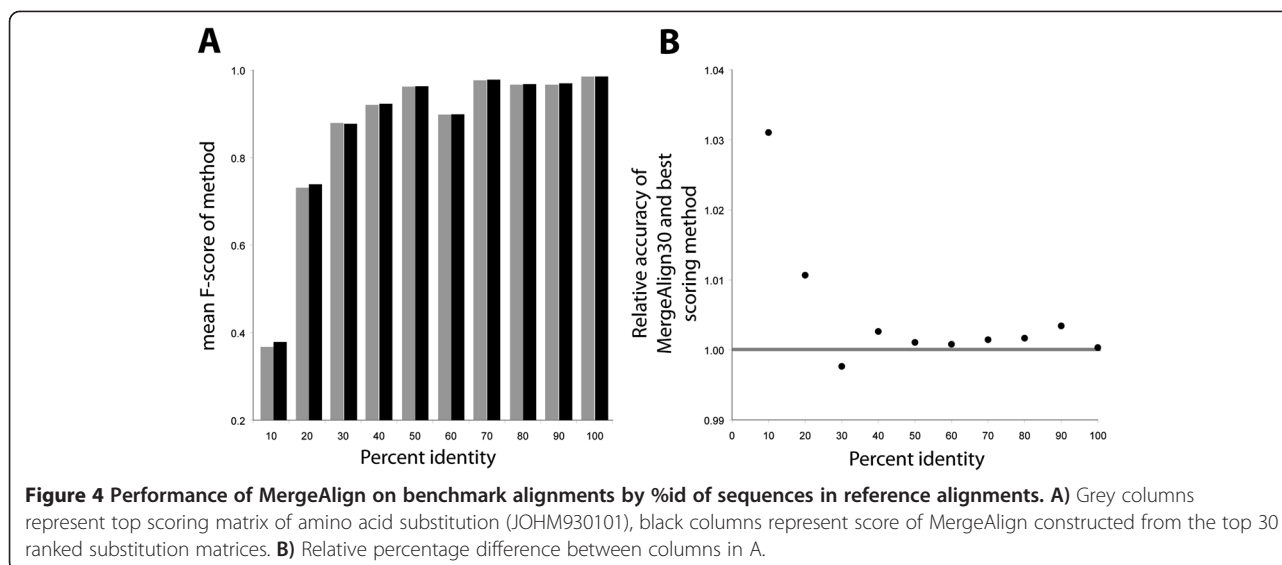 A
B
mean F-score of method
1.0
0.8
0.6
0.4
0.2
10 20 30 40 50 60 70 80 90 100
Percent identity
Relative accuracy of
MergeAlign30 and best
scoring method
1.04
1.03
1.02
1.01
1.00
0.99
0 10 20 30 40 50 60 70 80 90 100
Percent identity
Figure 4 Performance of MergeAlign on benchmark alignments by %id of sequences in reference alignments. A) Grey columns
represent top scoring matrix of amino acid substitution (JOHM930101), black columns represent score of MergeAlign constructed from the top 30
ranked substitution matrices. B) Relative percentage difference between columns in A.